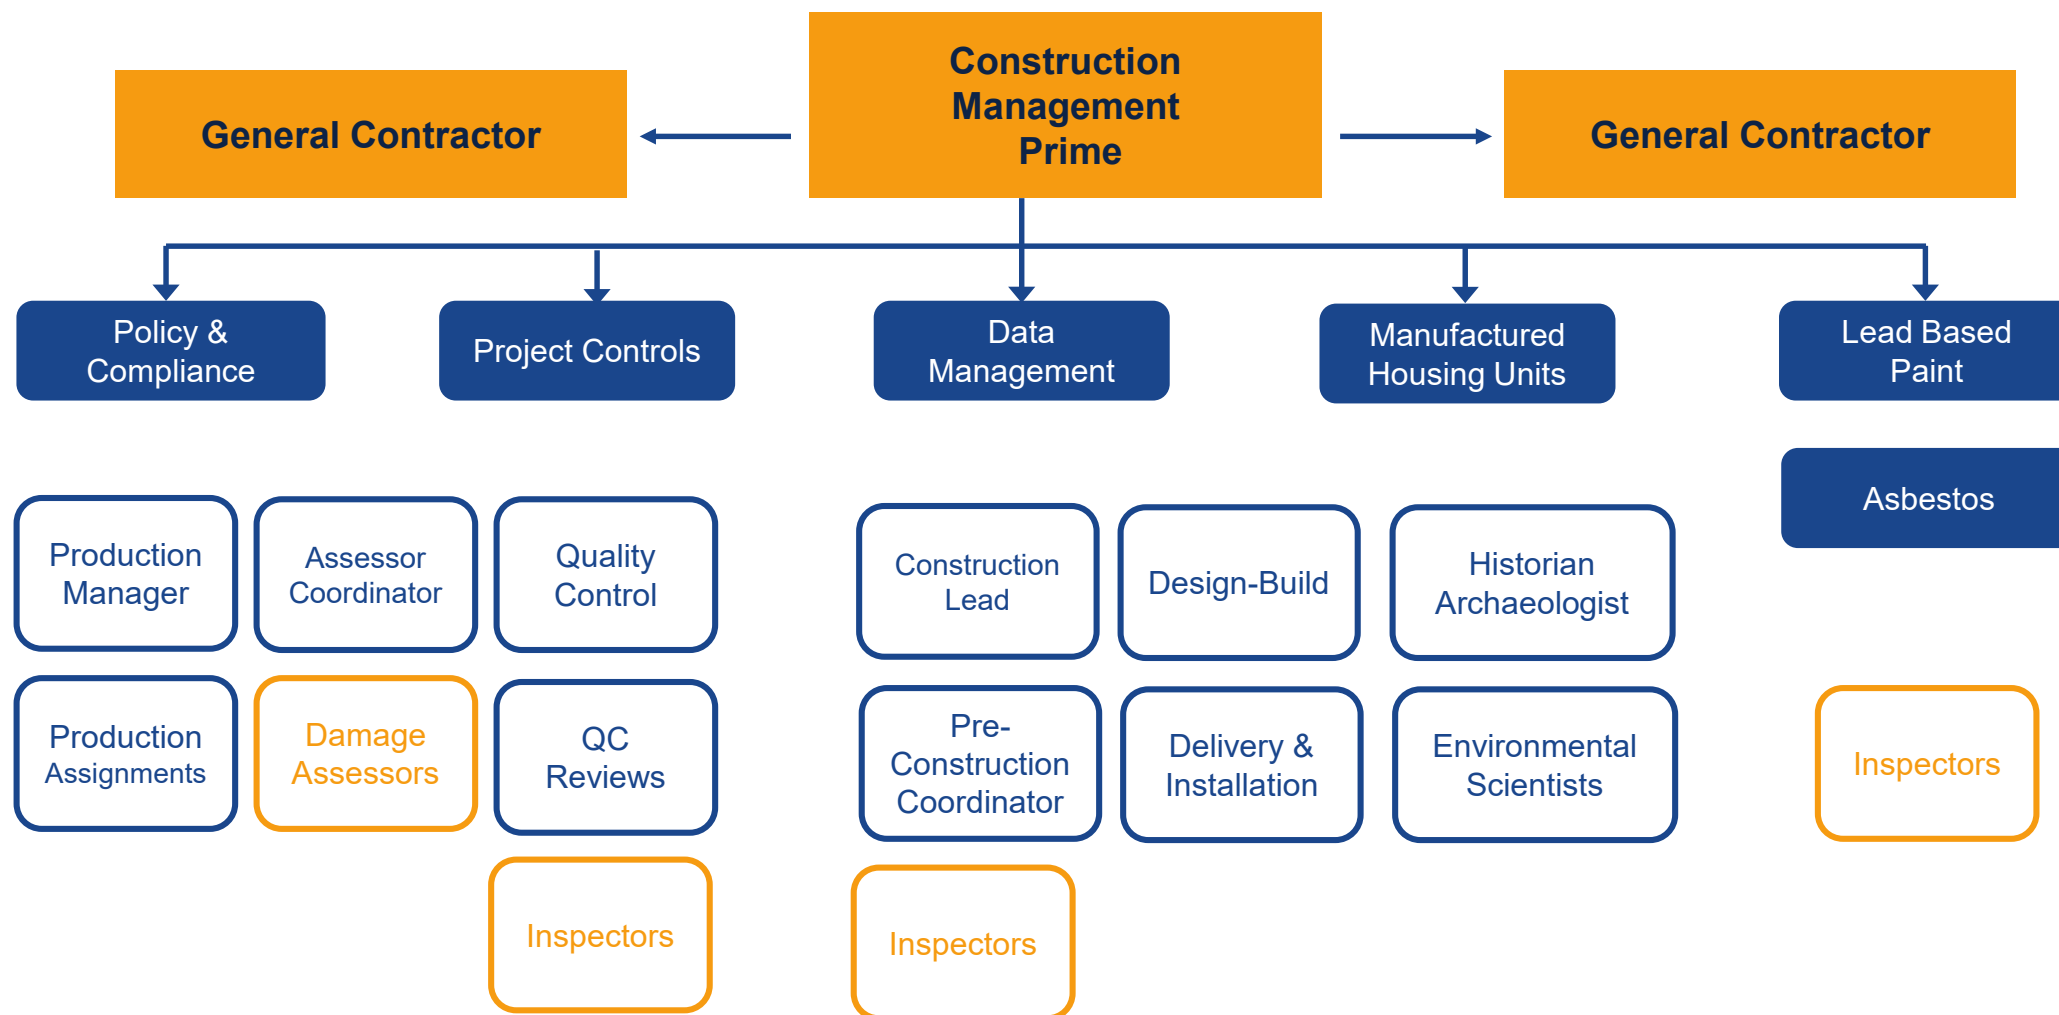 Construction
Management
Prime
General Contractor
General Contractor
Policy &
Compliance
Project Controls
Data
Management
Manufactured
Housing Units
Lead Based
Paint
Asbestos
Production
Manager
Assessor
Coordinator
Quality
Control
Construction
Lead
Design-Build
Historian
Archaeologist
Production
Assignments
Damage
Assessors
QC
Reviews
Pre-
Construction
Coordinator
Delivery &
Installation
Environmental
Scientists
Inspectors
Inspectors
Inspectors